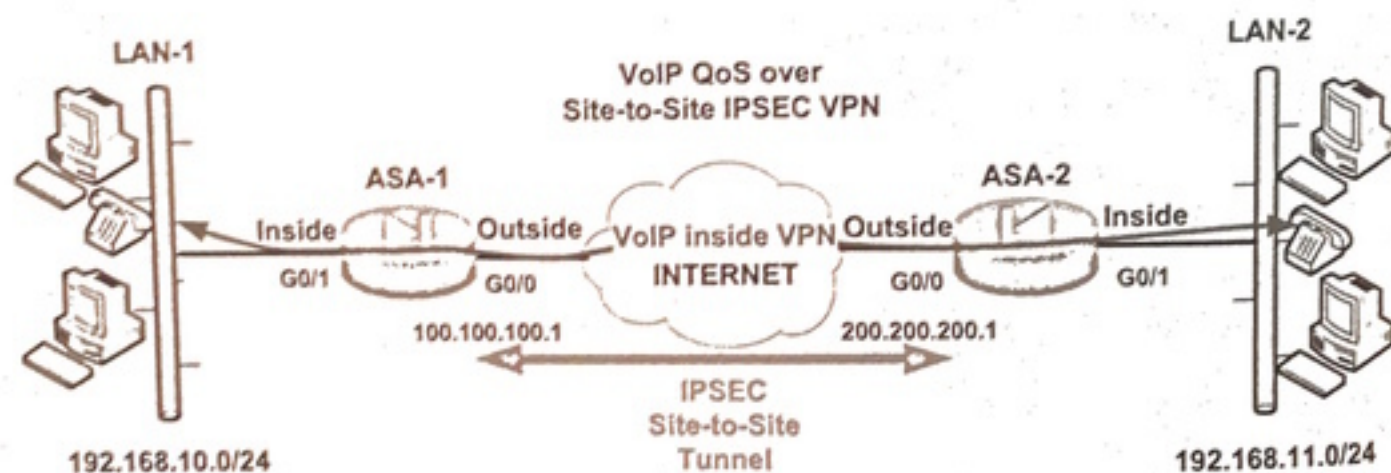 LAN-1
LAN-2
VoIP QoS over
Site-to-Site IPSEC VPN
ASA-1
ASA-2
Inside
Outside
VoIP inside VPN
INTERNET
Outside
Inside
G0/1
G0/0
G0/0
G0/1
100.100.100.1
200.200.200.1
IPSEC
Site-to-Site
Tunnel
192.168.10.0/24
192.168.11.0/24